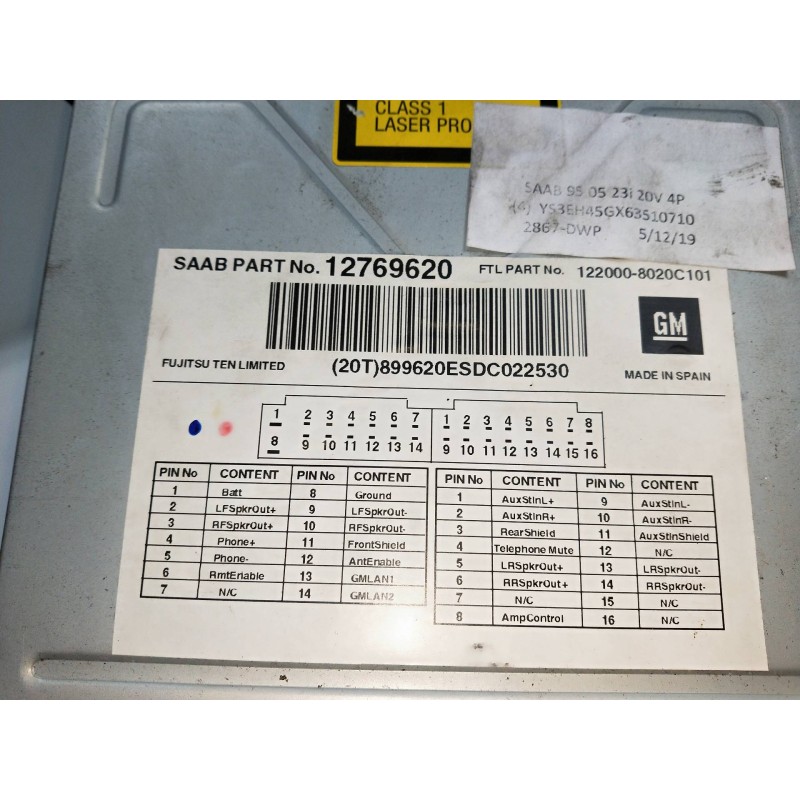 CLASS 1
LASER PRO
SAAB 95 05 23i 20V 4P
(4) YS3EH45GX63510710
2867-DWP 5/12/19
SAAB PART No. 12769620 FTL PART No. 122000-8020C101
GM
FUJITSU TEN LIMITED (20T)899620ESDC022530 MADE IN SPAIN
1 2 3 4 5 6 7 1 2 3 4 5 6 7 8
8 9 10 11 12 13 14 9 10 11 12 13 14 15 16
PIN No CONTENT PIN No CONTENT
1 Batt 8 Ground
2 LFSpkrOut+ 9 LFSpkrOut-
3 RFSpkrOut+ 10 RFSpkrOut-
4 Phone+ 11 FrontShield
5 Phone- 12 AntEnable
6 RmtEnable 13 GMLAN1
7 N/C 14 GMLAN2
PIN No CONTENT PIN No CONTENT
1 AuxStInL+ 9 AuxStInL-
2 AuxStInR+ 10 AuxStInR-
3 RearShield 11 AuxStInShield
4 Telephone Mute 12 N/C
5 LRSpkrOut+ 13 LRSpkrOut-
6 RRSpkrOut+ 14 RRSpkrOut-
7 N/C 15 N/C
8 AmpControl 16 N/C